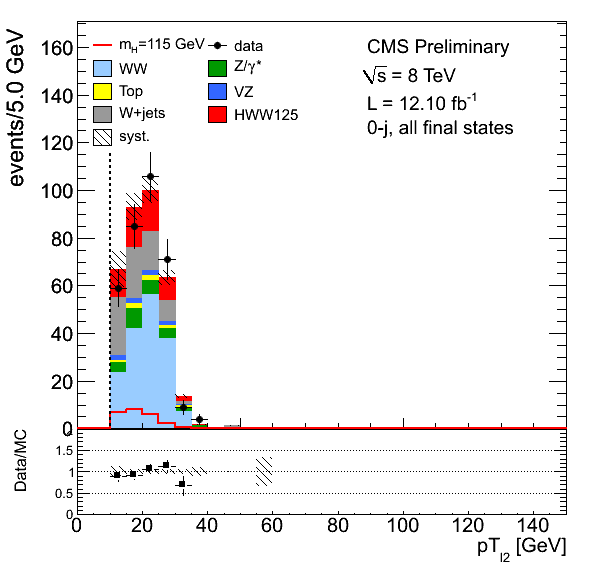 events/5.0 GeV
160
140
120
100
80
60
40
20
0
m_H=115 GeV
data
WW
Z/γ*
Top
VZ
W+jets
HWW125
syst.
CMS Preliminary
√s = 8 TeV
L = 12.10 fb⁻¹
0-j, all final states
Data/MC
2
1.5
1
0.5
0
0 20 40 60 80 100 120 140
pT_l2 [GeV]